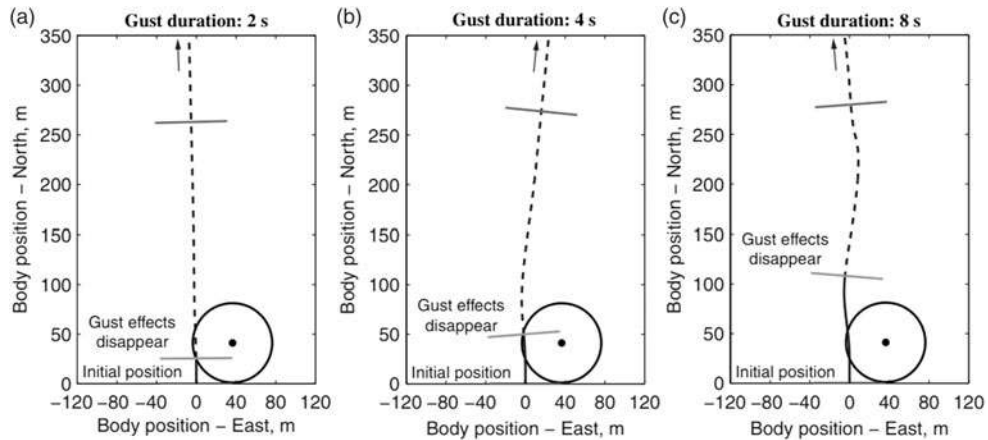 (a) Gust duration: 2 s
350
300
250
200
150
100
50
0
Body position – North, m
Gust effects
disappear
Initial position
−120 −80 −40 0 40 80 120
Body position – East, m
(b) Gust duration: 4 s
350
300
250
200
150
100
50
0
Body position – North, m
Gust effects
disappear
Initial position
−120 −80 −40 0 40 80 120
Body position – East, m
(c) Gust duration: 8 s
350
300
250
200
150
100
50
0
Body position – North, m
Gust effects
disappear
Initial position
−120 −80 −40 0 40 80 120
Body position – East, m